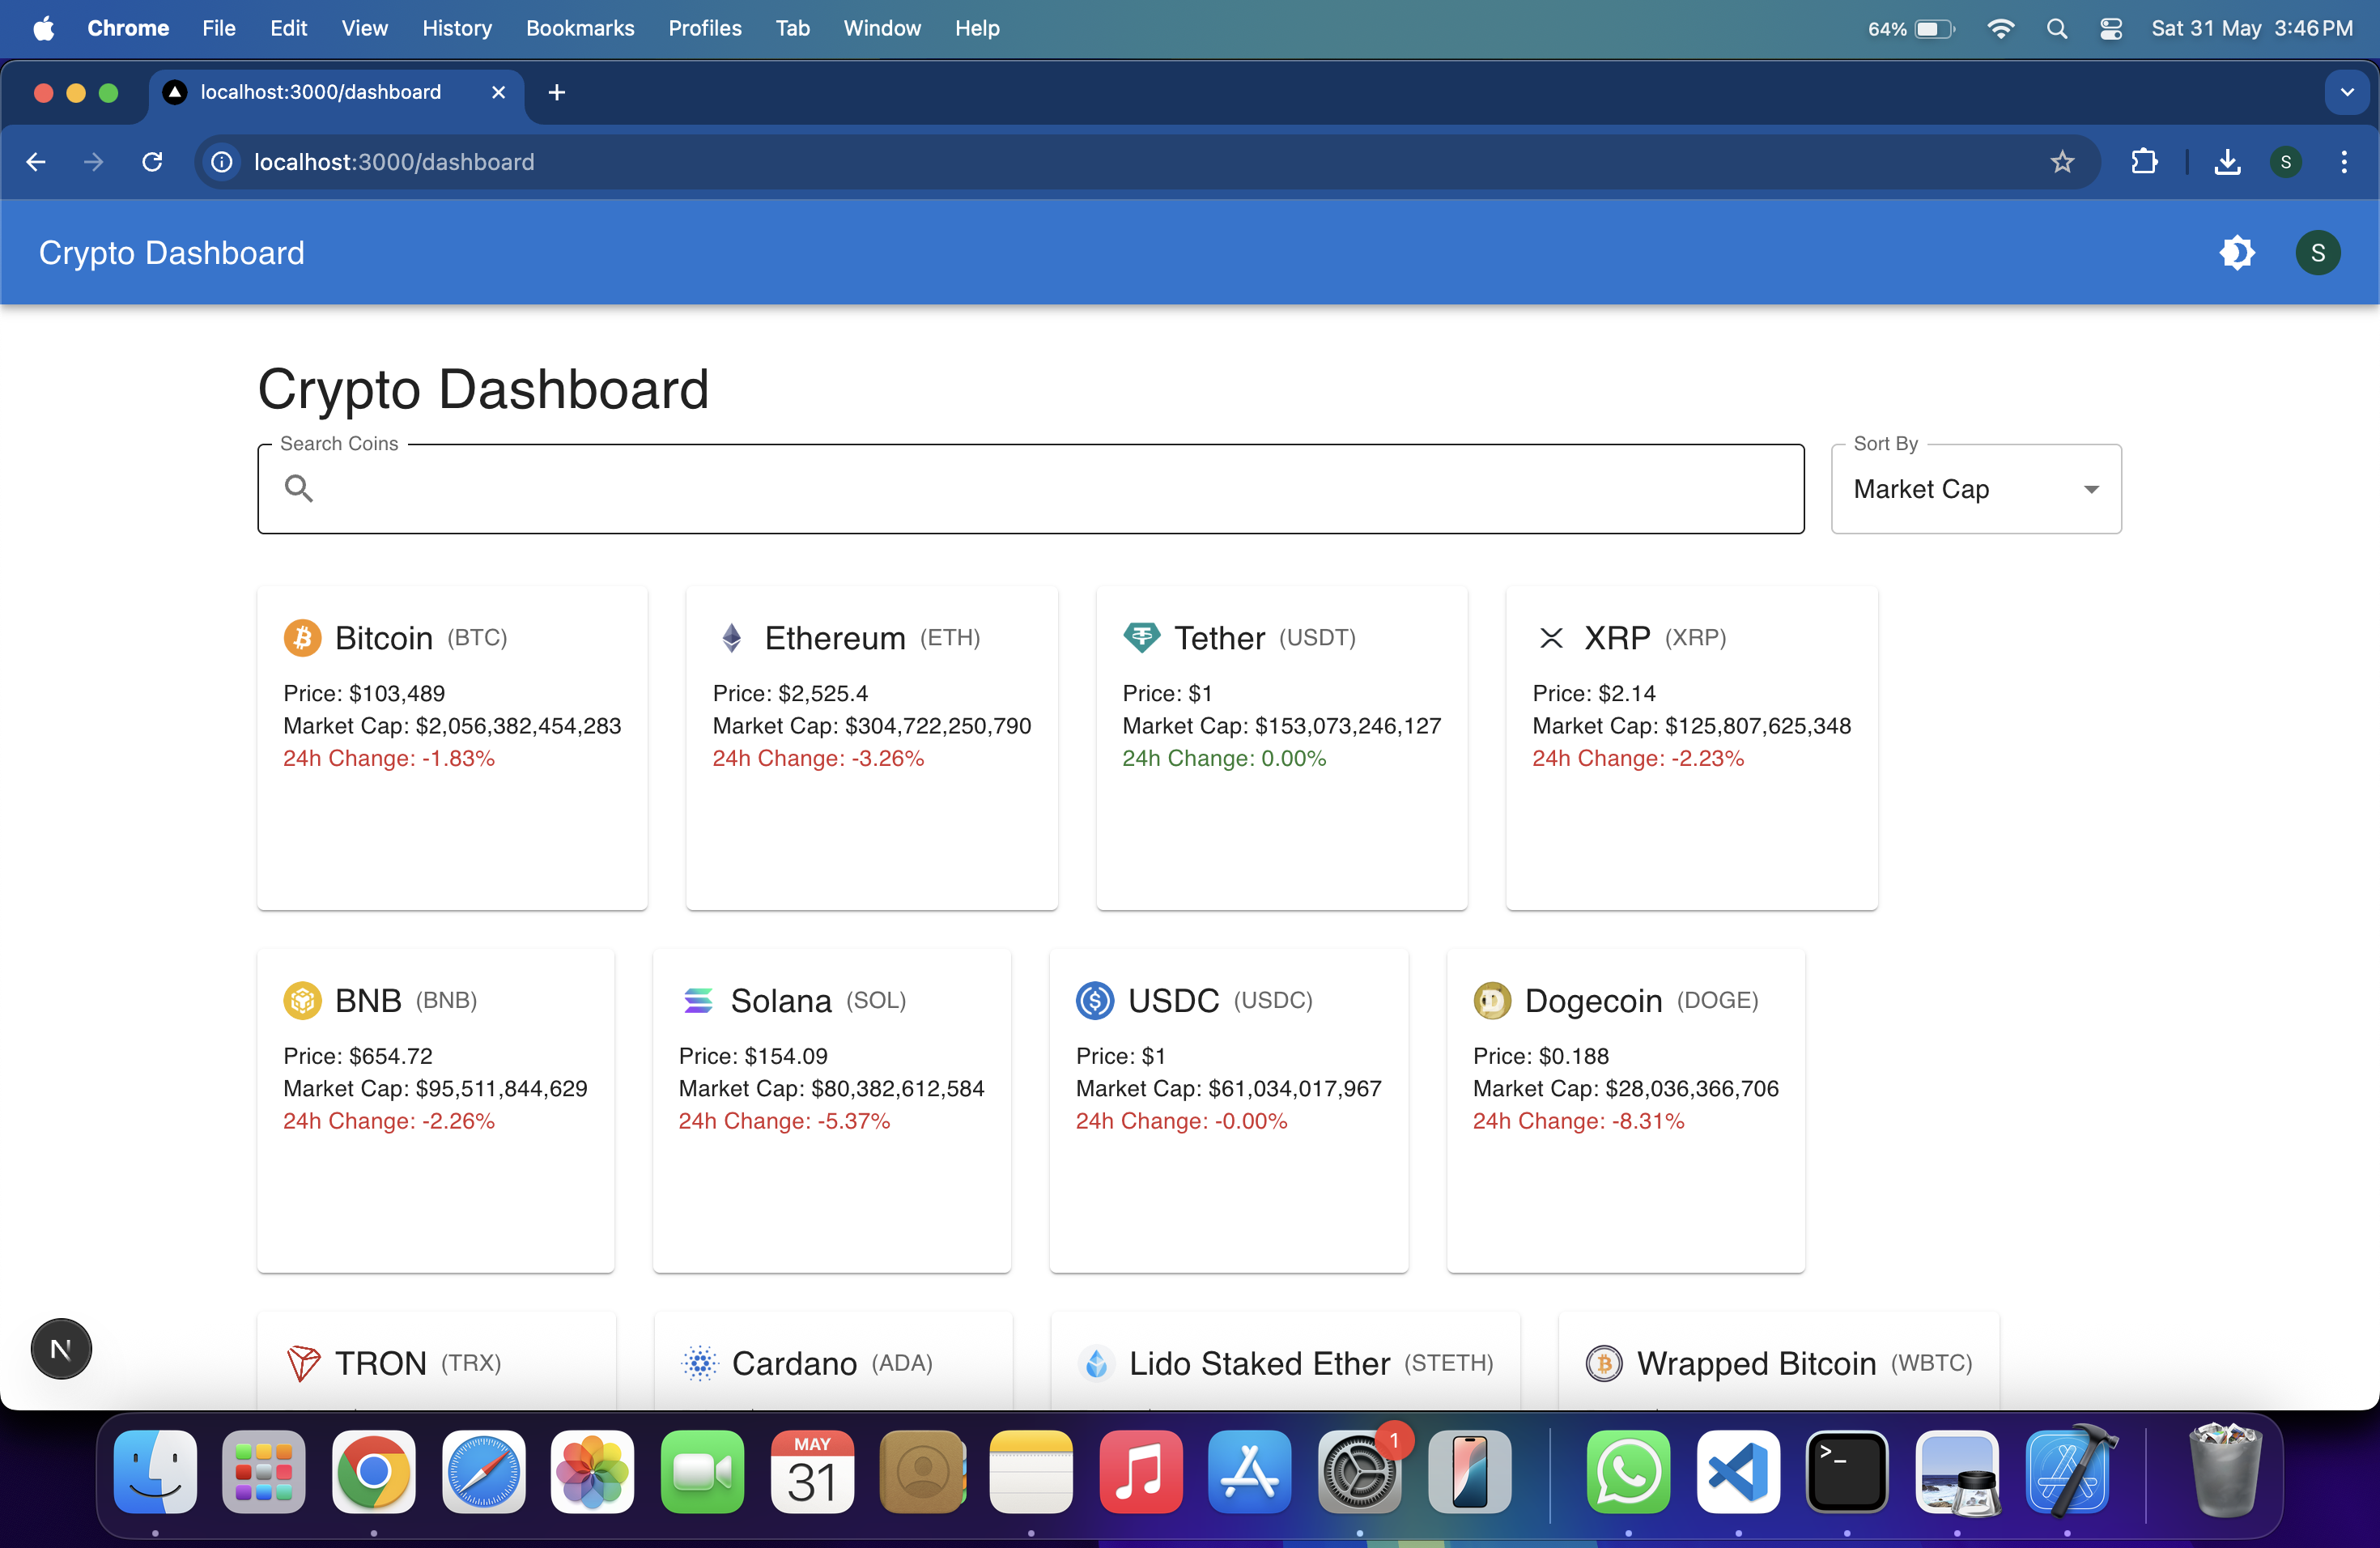 Chrome File Edit View History Bookmarks Profiles Tab Window Help 64% Sat 31 May 3:46 PM
localhost:3000/dashboard
localhost:3000/dashboard
S
Crypto Dashboard
S
Crypto Dashboard
Search Coins
Sort By
Market Cap
Bitcoin (BTC)
Price: $103,489
Market Cap: $2,056,382,454,283
24h Change: -1.83%
Ethereum (ETH)
Price: $2,525.4
Market Cap: $304,722,250,790
24h Change: -3.26%
Tether (USDT)
Price: $1
Market Cap: $153,073,246,127
24h Change: 0.00%
XRP (XRP)
Price: $2.14
Market Cap: $125,807,625,348
24h Change: -2.23%
BNB (BNB)
Price: $654.72
Market Cap: $95,511,844,629
24h Change: -2.26%
Solana (SOL)
Price: $154.09
Market Cap: $80,382,612,584
24h Change: -5.37%
USDC (USDC)
Price: $1
Market Cap: $61,034,017,967
24h Change: -0.00%
Dogecoin (DOGE)
Price: $0.188
Market Cap: $28,036,366,706
24h Change: -8.31%
N
TRON (TRX)
Cardano (ADA)
Lido Staked Ether (STETH)
Wrapped Bitcoin (WBTC)
MAY
31
1
>_